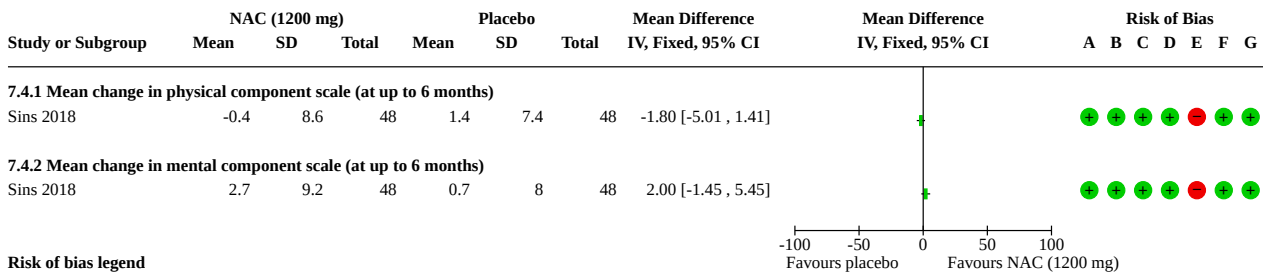 NAC (1200 mg) Placebo Mean Difference Mean Difference Risk of Bias
Study or Subgroup Mean SD Total Mean SD Total IV, Fixed, 95% CI IV, Fixed, 95% CI A B C D E F G
7.4.1 Mean change in physical component scale (at up to 6 months)
Sins 2018 -0.4 8.6 48 1.4 7.4 48 -1.80 [-5.01 , 1.41] + + + + − + +
7.4.2 Mean change in mental component scale (at up to 6 months)
Sins 2018 2.7 9.2 48 0.7 8 48 2.00 [-1.45 , 5.45] + + + + − + +
-100 -50 0 50 100
Risk of bias legend Favours placebo Favours NAC (1200 mg)